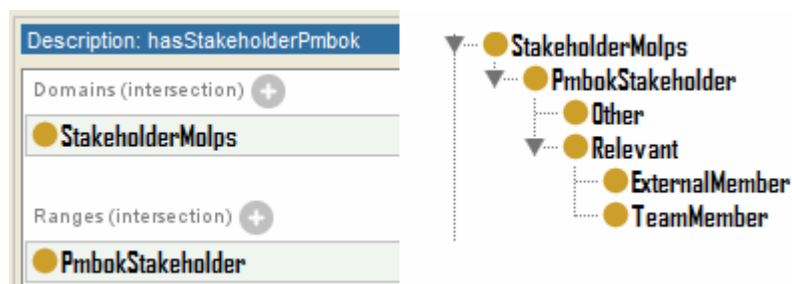 Description: hasStakeholderPmbok
Domains (intersection)
StakeholderMolps
Ranges (intersection)
PmbokStakeholder
StakeholderMolps
PmbokStakeholder
Other
Relevant
ExternalMember
TeamMember